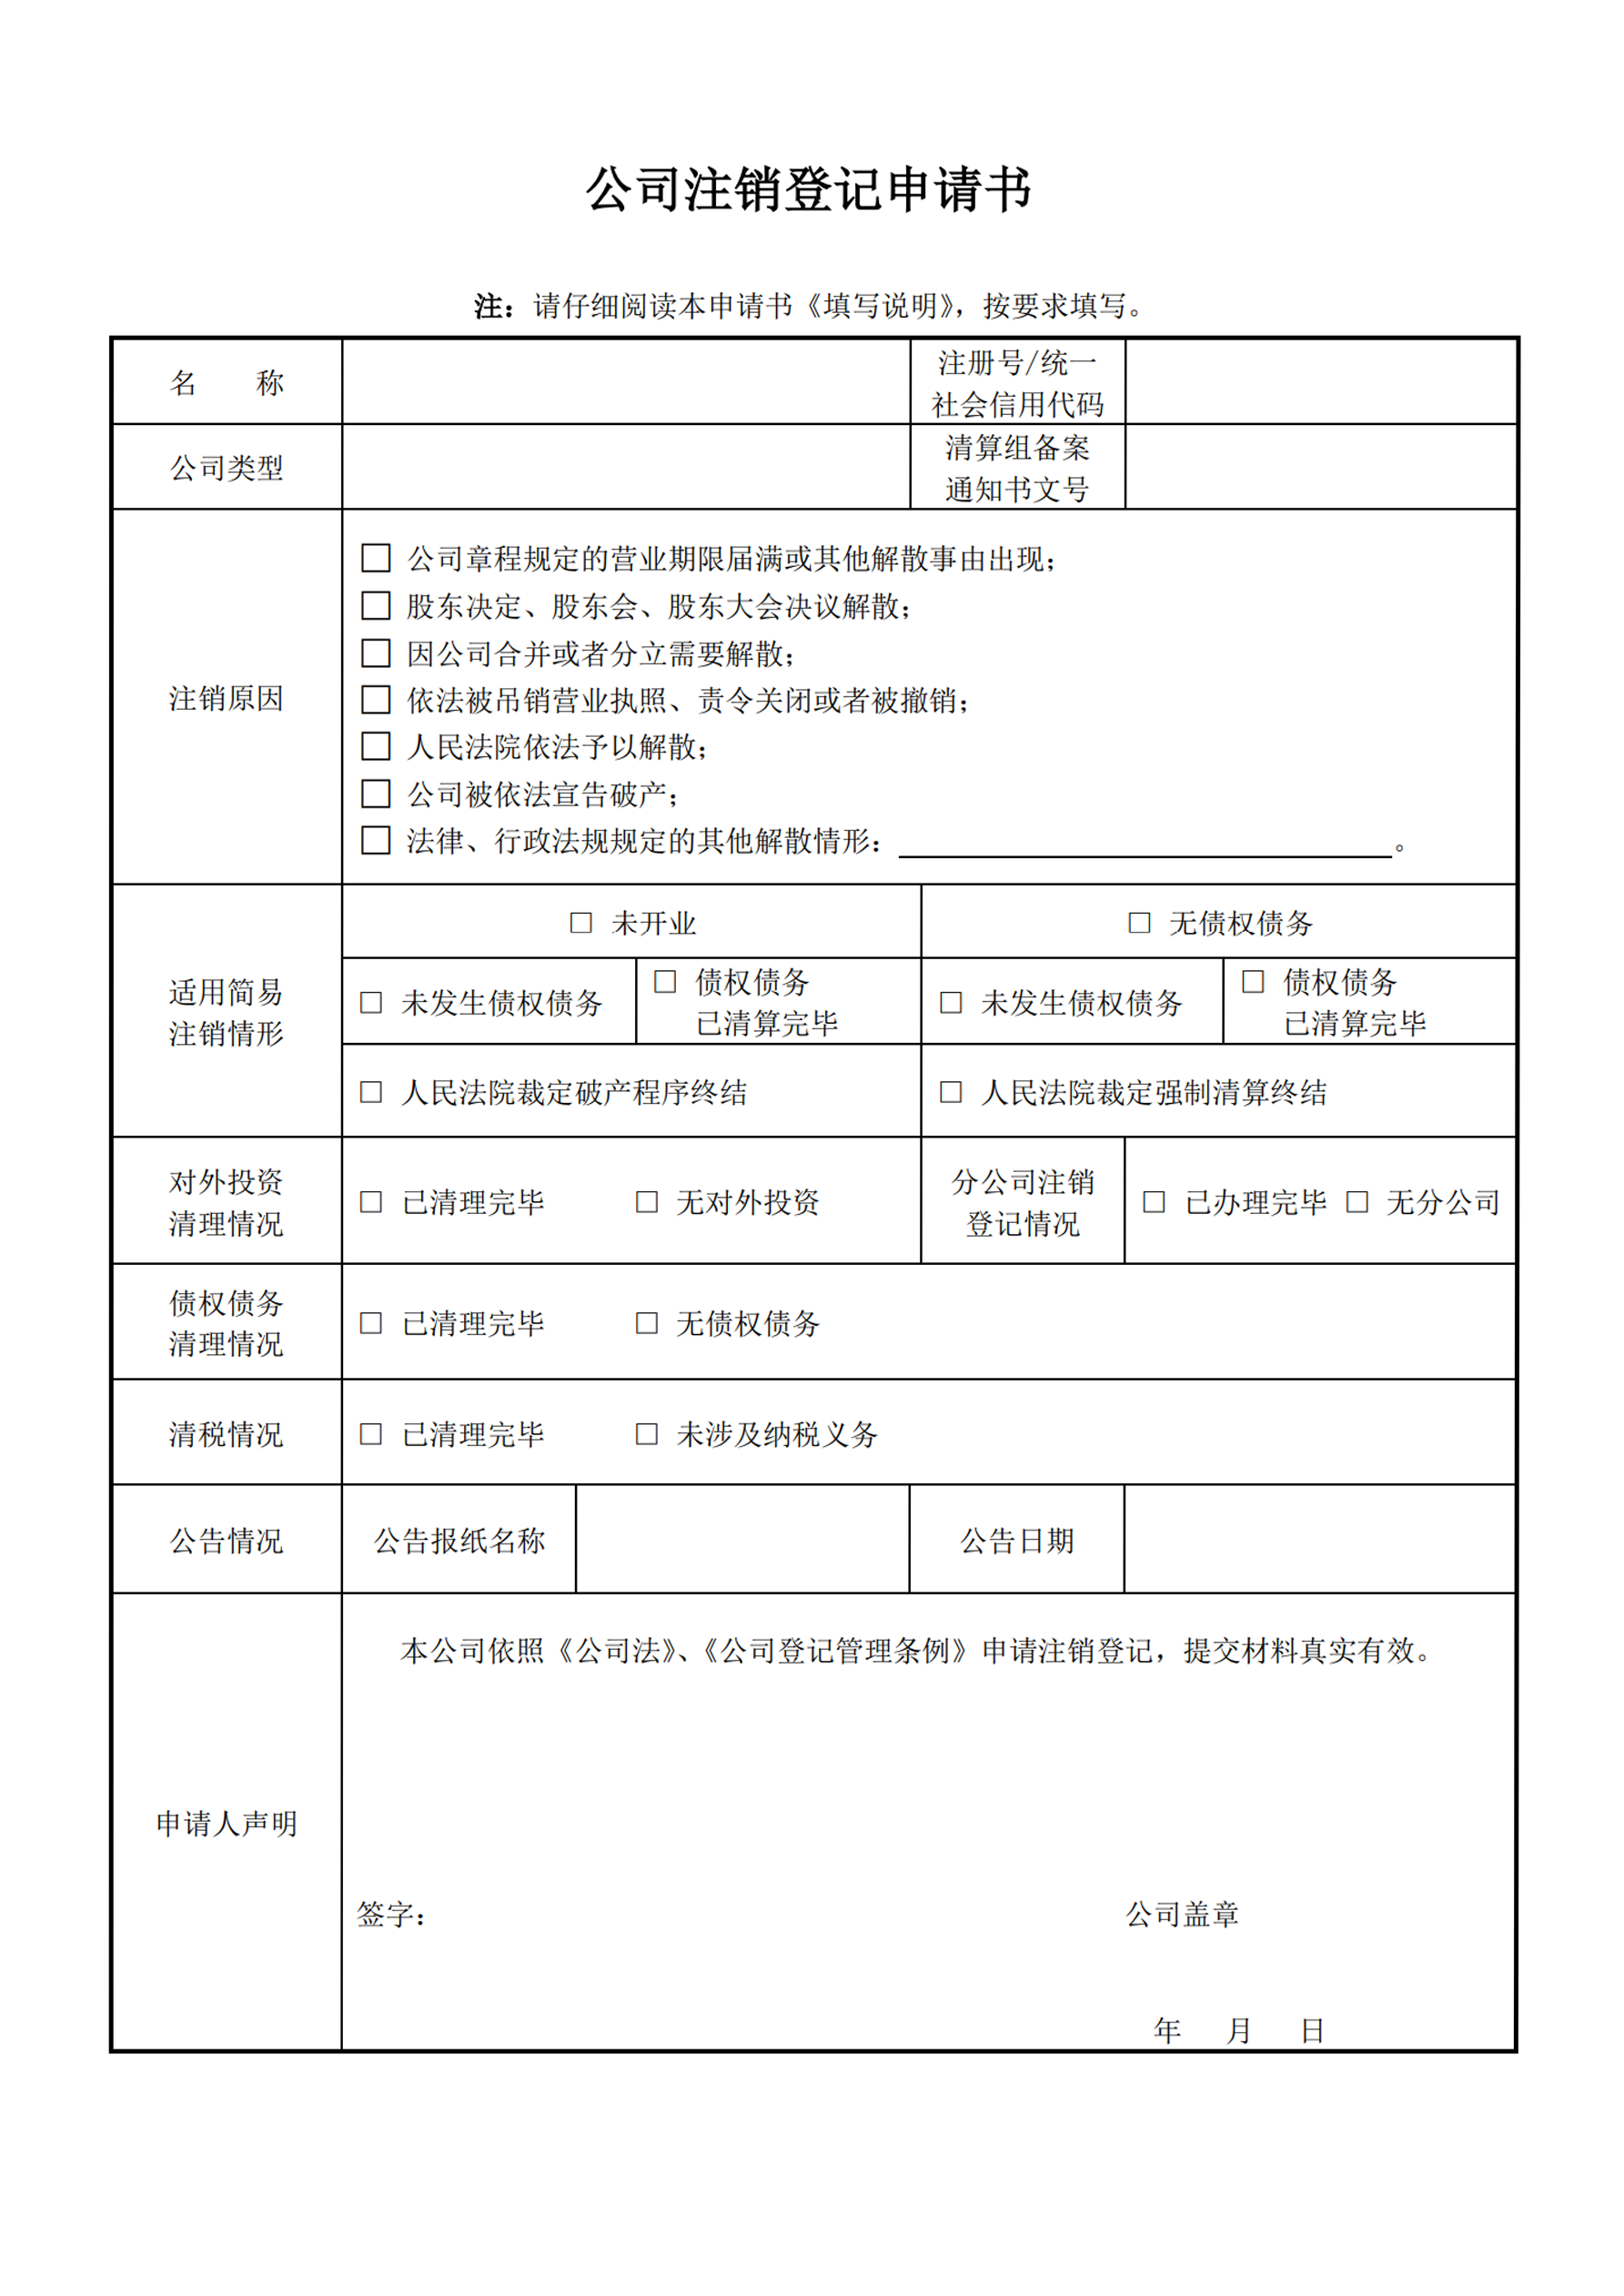 公司注销登记申请书
注：请仔细阅读本申请书《填写说明》，按要求填写。
名 称
注册号/统一
社会信用代码
公司类型
清算组备案
通知书文号
注销原因
□ 公司章程规定的营业期限届满或其他解散事由出现；
□ 股东决定、股东会、股东大会决议解散；
□ 因公司合并或者分立需要解散；
□ 依法被吊销营业执照、责令关闭或者被撤销；
□ 人民法院依法予以解散；
□ 公司被依法宣告破产；
□ 法律、行政法规规定的其他解散情形：。
适用简易
注销情形
□ 未开业
□ 无债权债务
□ 未发生债权债务
□ 债权债务
已清算完毕
□ 未发生债权债务
□ 债权债务
已清算完毕
□ 人民法院裁定破产程序终结
□ 人民法院裁定强制清算终结
对外投资
清理情况
□ 已清理完毕 □ 无对外投资
分公司注销
登记情况
□ 已办理完毕 □ 无分公司
债权债务
清理情况
□ 已清理完毕 □ 无债权债务
清税情况
□ 已清理完毕 □ 未涉及纳税义务
公告情况
公告报纸名称
公告日期
申请人声明
本公司依照《公司法》、《公司登记管理条例》申请注销登记，提交材料真实有效。
签字： 公司盖章
年 月 日